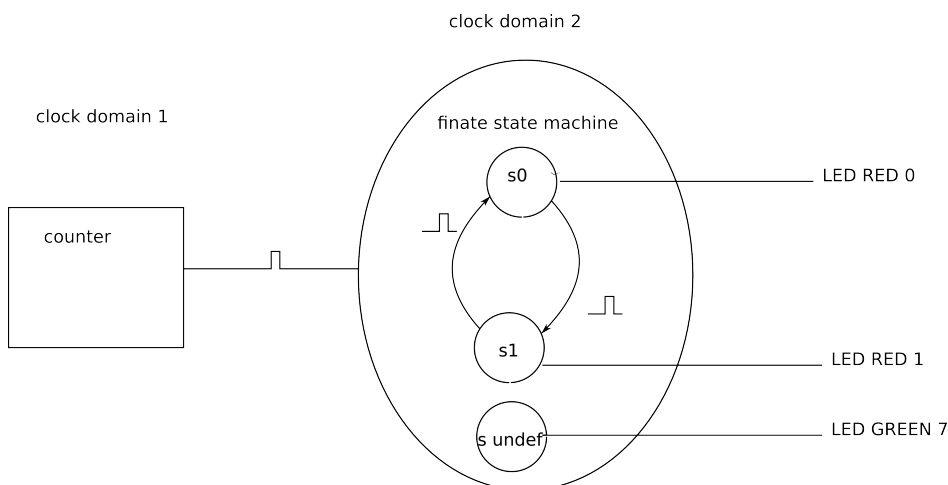 clock domain 2
clock domain 1
finate state machine
s0
LED RED 0
counter
s1
LED RED 1
s undef
LED GREEN 7